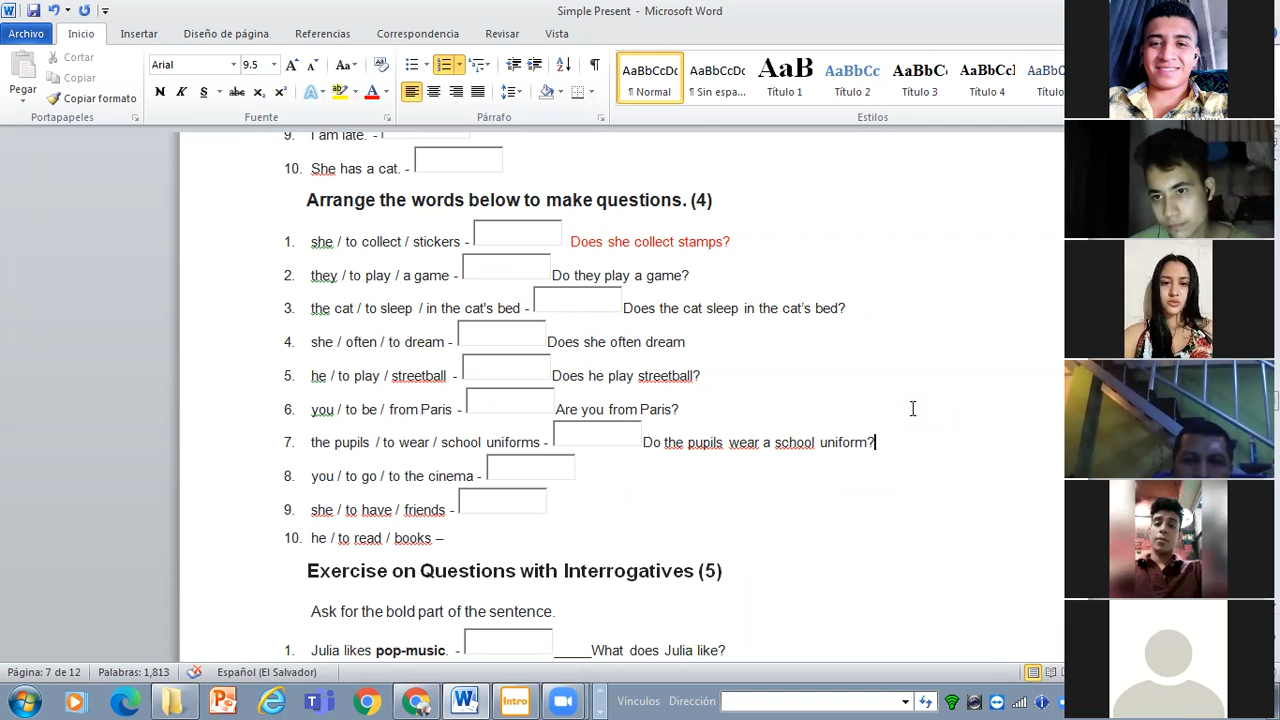 Simple Present - Microsoft Word
Archivo Inicio Insertar Diseño de página Referencias Correspondencia Revisar Vista
Cortar
Copiar
Copiar formato
Pegar
Portapapeles
Arial 9.5
Fuente
Párrafo
AaBbCcDc AaBbCcDc AaB AaBbCc AaBbC AaBbCcI AaBb
¶ Normal ¶ Sin espa... Título 1 Título 2 Título 3 Título 4 Títu
Estilos
9. I am late. -
10. She has a cat. -
Arrange the words below to make questions. (4)
1. she / to collect / stickers - Does she collect stamps?
2. they / to play / a game - Do they play a game?
3. the cat / to sleep / in the cat's bed - Does the cat sleep in the cat's bed?
4. she / often / to dream - Does she often dream
5. he / to play / streetball - Does he play streetball?
6. you / to be / from Paris - Are you from Paris?
7. the pupils / to wear / school uniforms - Do the pupils wear a school uniform?
8. you / to go / to the cinema -
9. she / to have / friends -
10. he / to read / books –
Exercise on Questions with Interrogatives (5)
Ask for the bold part of the sentence.
1. Julia likes pop-music. - _____What does Julia like?
Página: 7 de 12 Palabras: 1,813 Español (El Salvador)
Intro
Vínculos Dirección